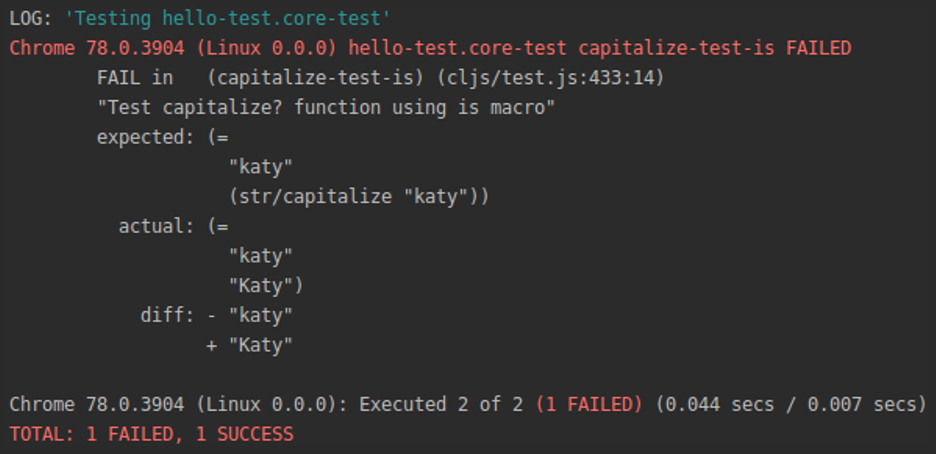 LOG: 'Testing hello-test.core-test'
Chrome 78.0.3904 (Linux 0.0.0) hello-test.core-test capitalize-test-is FAILED
FAIL in (capitalize-test-is) (cljs/test.js:433:14)
"Test capitalize? function using is macro"
expected: (=
"katy"
(str/capitalize "katy"))
actual: (=
"katy"
"Katy")
diff: - "katy"
+ "Katy"
Chrome 78.0.3904 (Linux 0.0.0): Executed 2 of 2 (1 FAILED) (0.044 secs / 0.007 secs)
TOTAL: 1 FAILED, 1 SUCCESS